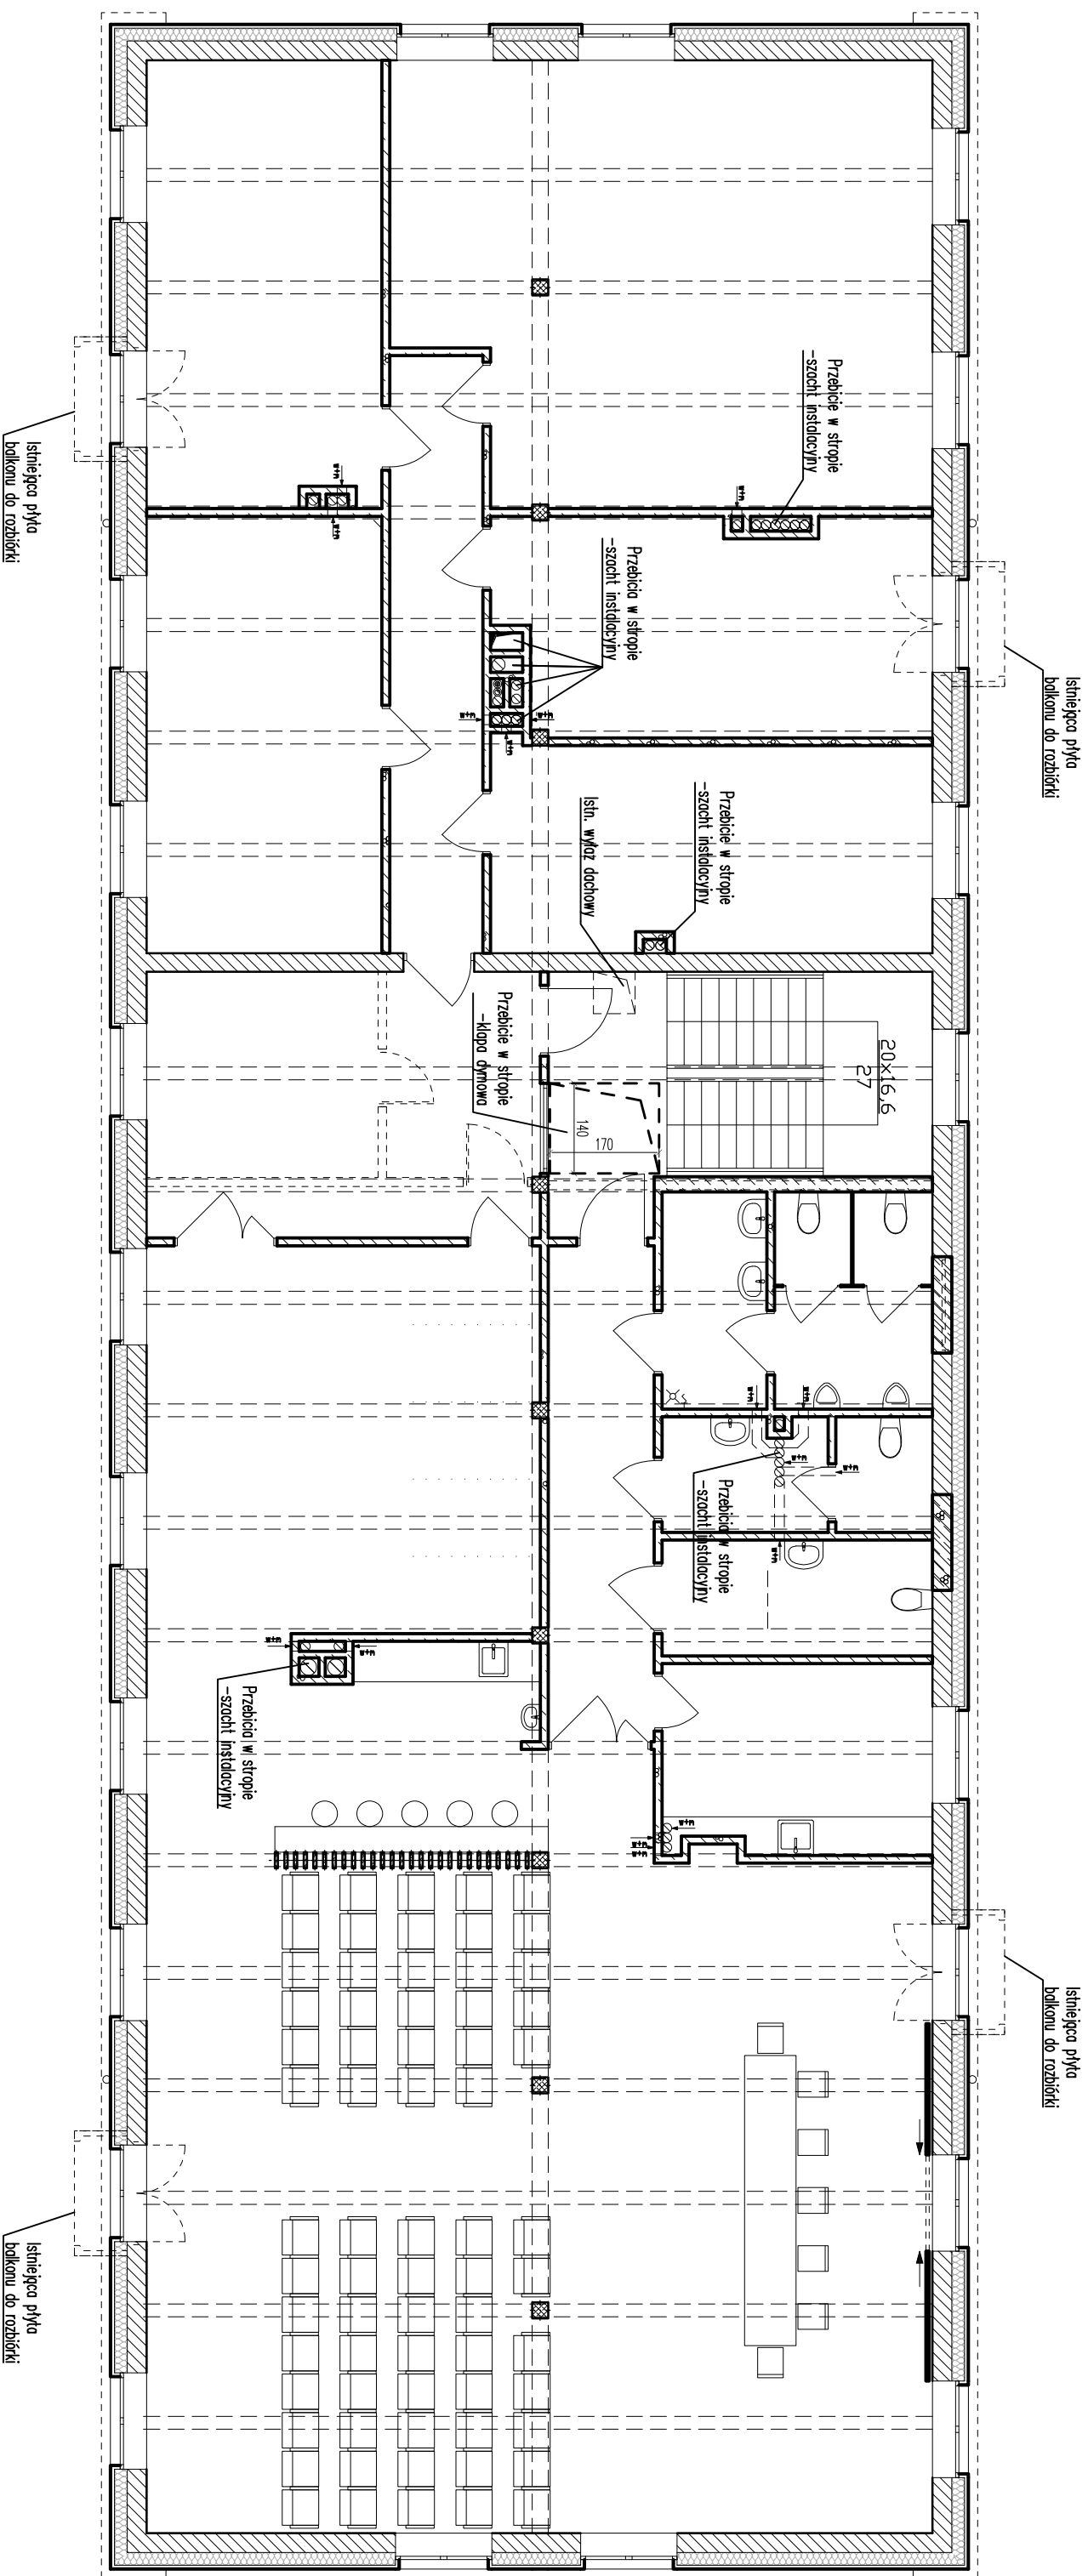 Istniejąca płyta
balkonu do rozbiórki
Istniejąca płyta
balkonu do rozbiórki
Przebicie w stropie
-szacht instalacyjny
w+m
w+m
w+m
Przebicia w stropie
-szacht instalacyjny
w+m
w+m
w+m
Przebicie w stropie
-szacht instalacyjny
Istn. wyłaz dachowy
20x16,6
27
Przebicie w stropie
-klapa dymowa
140
170
w+m
w+m
w+m
w+m
w+m
Przebicia w stropie
-szacht instalacyjny
w+m
w+m
Przebicia w stropie
-szacht instalacyjny
w+m
w+m
w+m
Istniejąca płyta
balkonu do rozbiórki
Istniejąca płyta
balkonu do rozbiórki